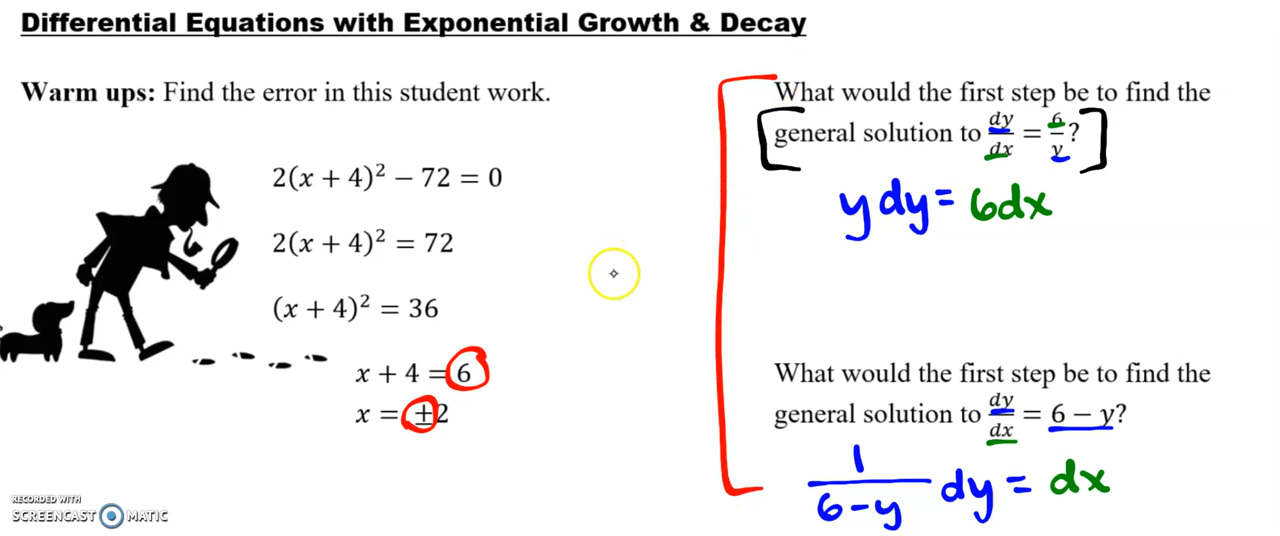 Differential Equations with Exponential Growth & Decay
Warm ups: Find the error in this student work.
2(x + 4)² − 72 = 0
2(x + 4)² = 72
(x + 4)² = 36
x + 4 = 6
x = ±2
What would the first step be to find the
general solution to dy/dx = 6/y?
y dy = 6dx
What would the first step be to find the
general solution to dy/dx = 6 − y?
1/(6−y) dy = dx
RECORDED WITH
SCREENCAST MATIC